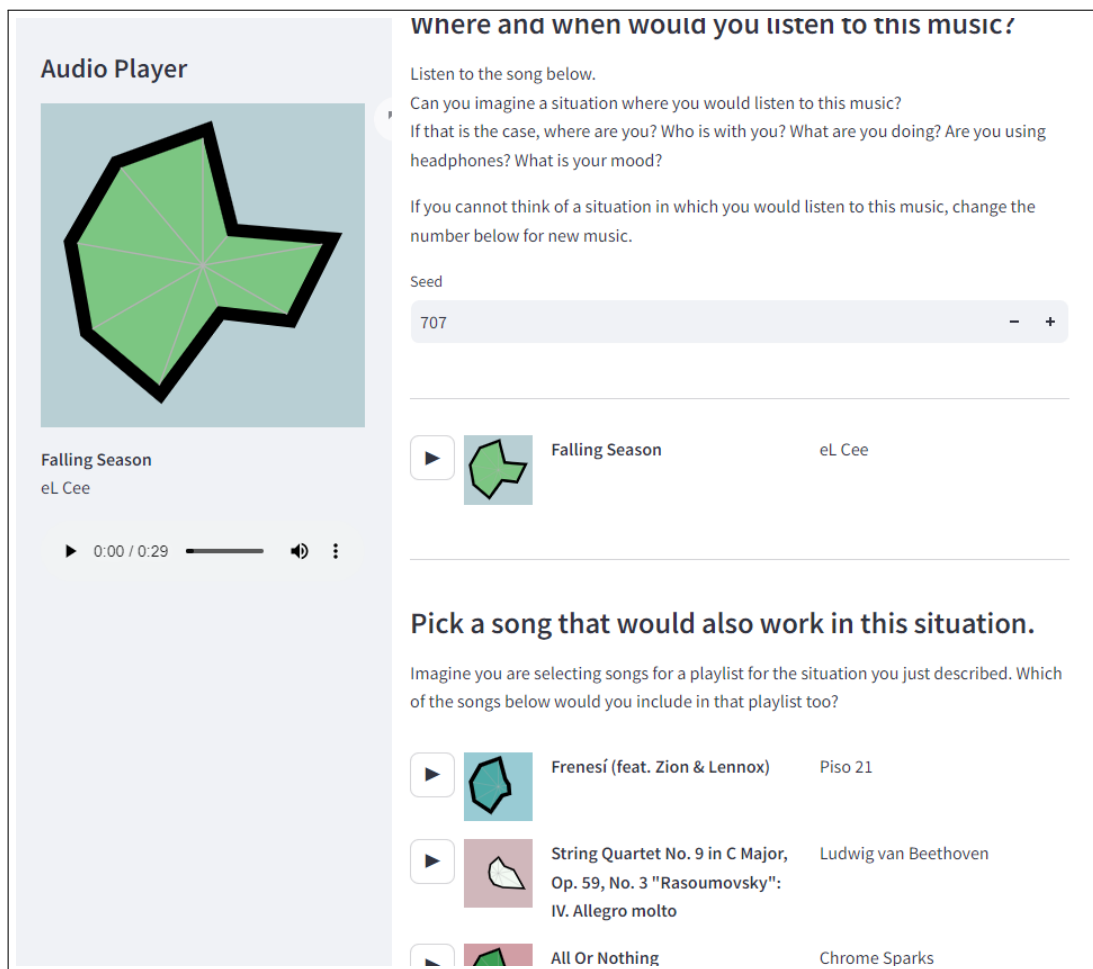 Audio Player
Falling Season
eL Cee
0:00 / 0:29
Where and when would you listen to this music?
Listen to the song below.
Can you imagine a situation where you would listen to this music?
If that is the case, where are you? Who is with you? What are you doing? Are you using
headphones? What is your mood?
If you cannot think of a situation in which you would listen to this music, change the
number below for new music.
Seed
707
Falling Season eL Cee
Pick a song that would also work in this situation.
Imagine you are selecting songs for a playlist for the situation you just described. Which
of the songs below would you include in that playlist too?
Frenesí (feat. Zion & Lennox) Piso 21
String Quartet No. 9 in C Major, Ludwig van Beethoven
Op. 59, No. 3 "Rasoumovsky":
IV. Allegro molto
All Or Nothing Chrome Sparks